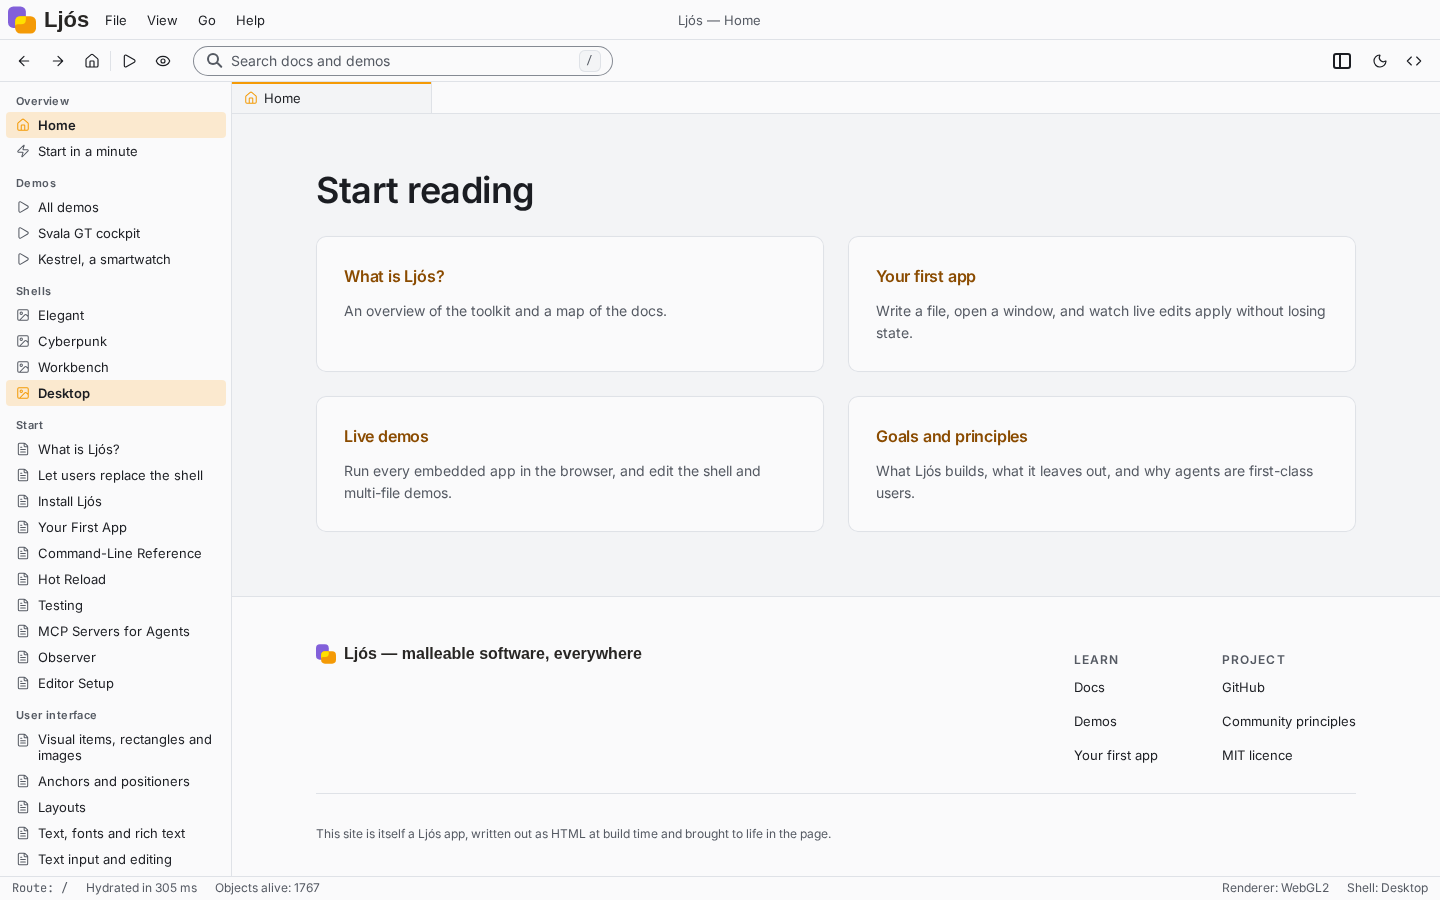 Ljós File View Go Help Ljós — Home
Search docs and demos /
Overview
Home
Start in a minute
Demos
All demos
Svala GT cockpit
Kestrel, a smartwatch
Shells
Elegant
Cyberpunk
Workbench
Desktop
Start
What is Ljós?
Let users replace the shell
Install Ljós
Your First App
Command-Line Reference
Hot Reload
Testing
MCP Servers for Agents
Observer
Editor Setup
User interface
Visual items, rectangles and
images
Anchors and positioners
Layouts
Text, fonts and rich text
Text input and editing
Home
Start reading
What is Ljós?
An overview of the toolkit and a map of the docs.
Your first app
Write a file, open a window, and watch live edits apply without losing
state.
Live demos
Run every embedded app in the browser, and edit the shell and
multi-file demos.
Goals and principles
What Ljós builds, what it leaves out, and why agents are first-class
users.
Ljós — malleable software, everywhere
LEARN
Docs
Demos
Your first app
PROJECT
GitHub
Community principles
MIT licence
This site is itself a Ljós app, written out as HTML at build time and brought to life in the page.
Route: / Hydrated in 305 ms Objects alive: 1767 Renderer: WebGL2 Shell: Desktop